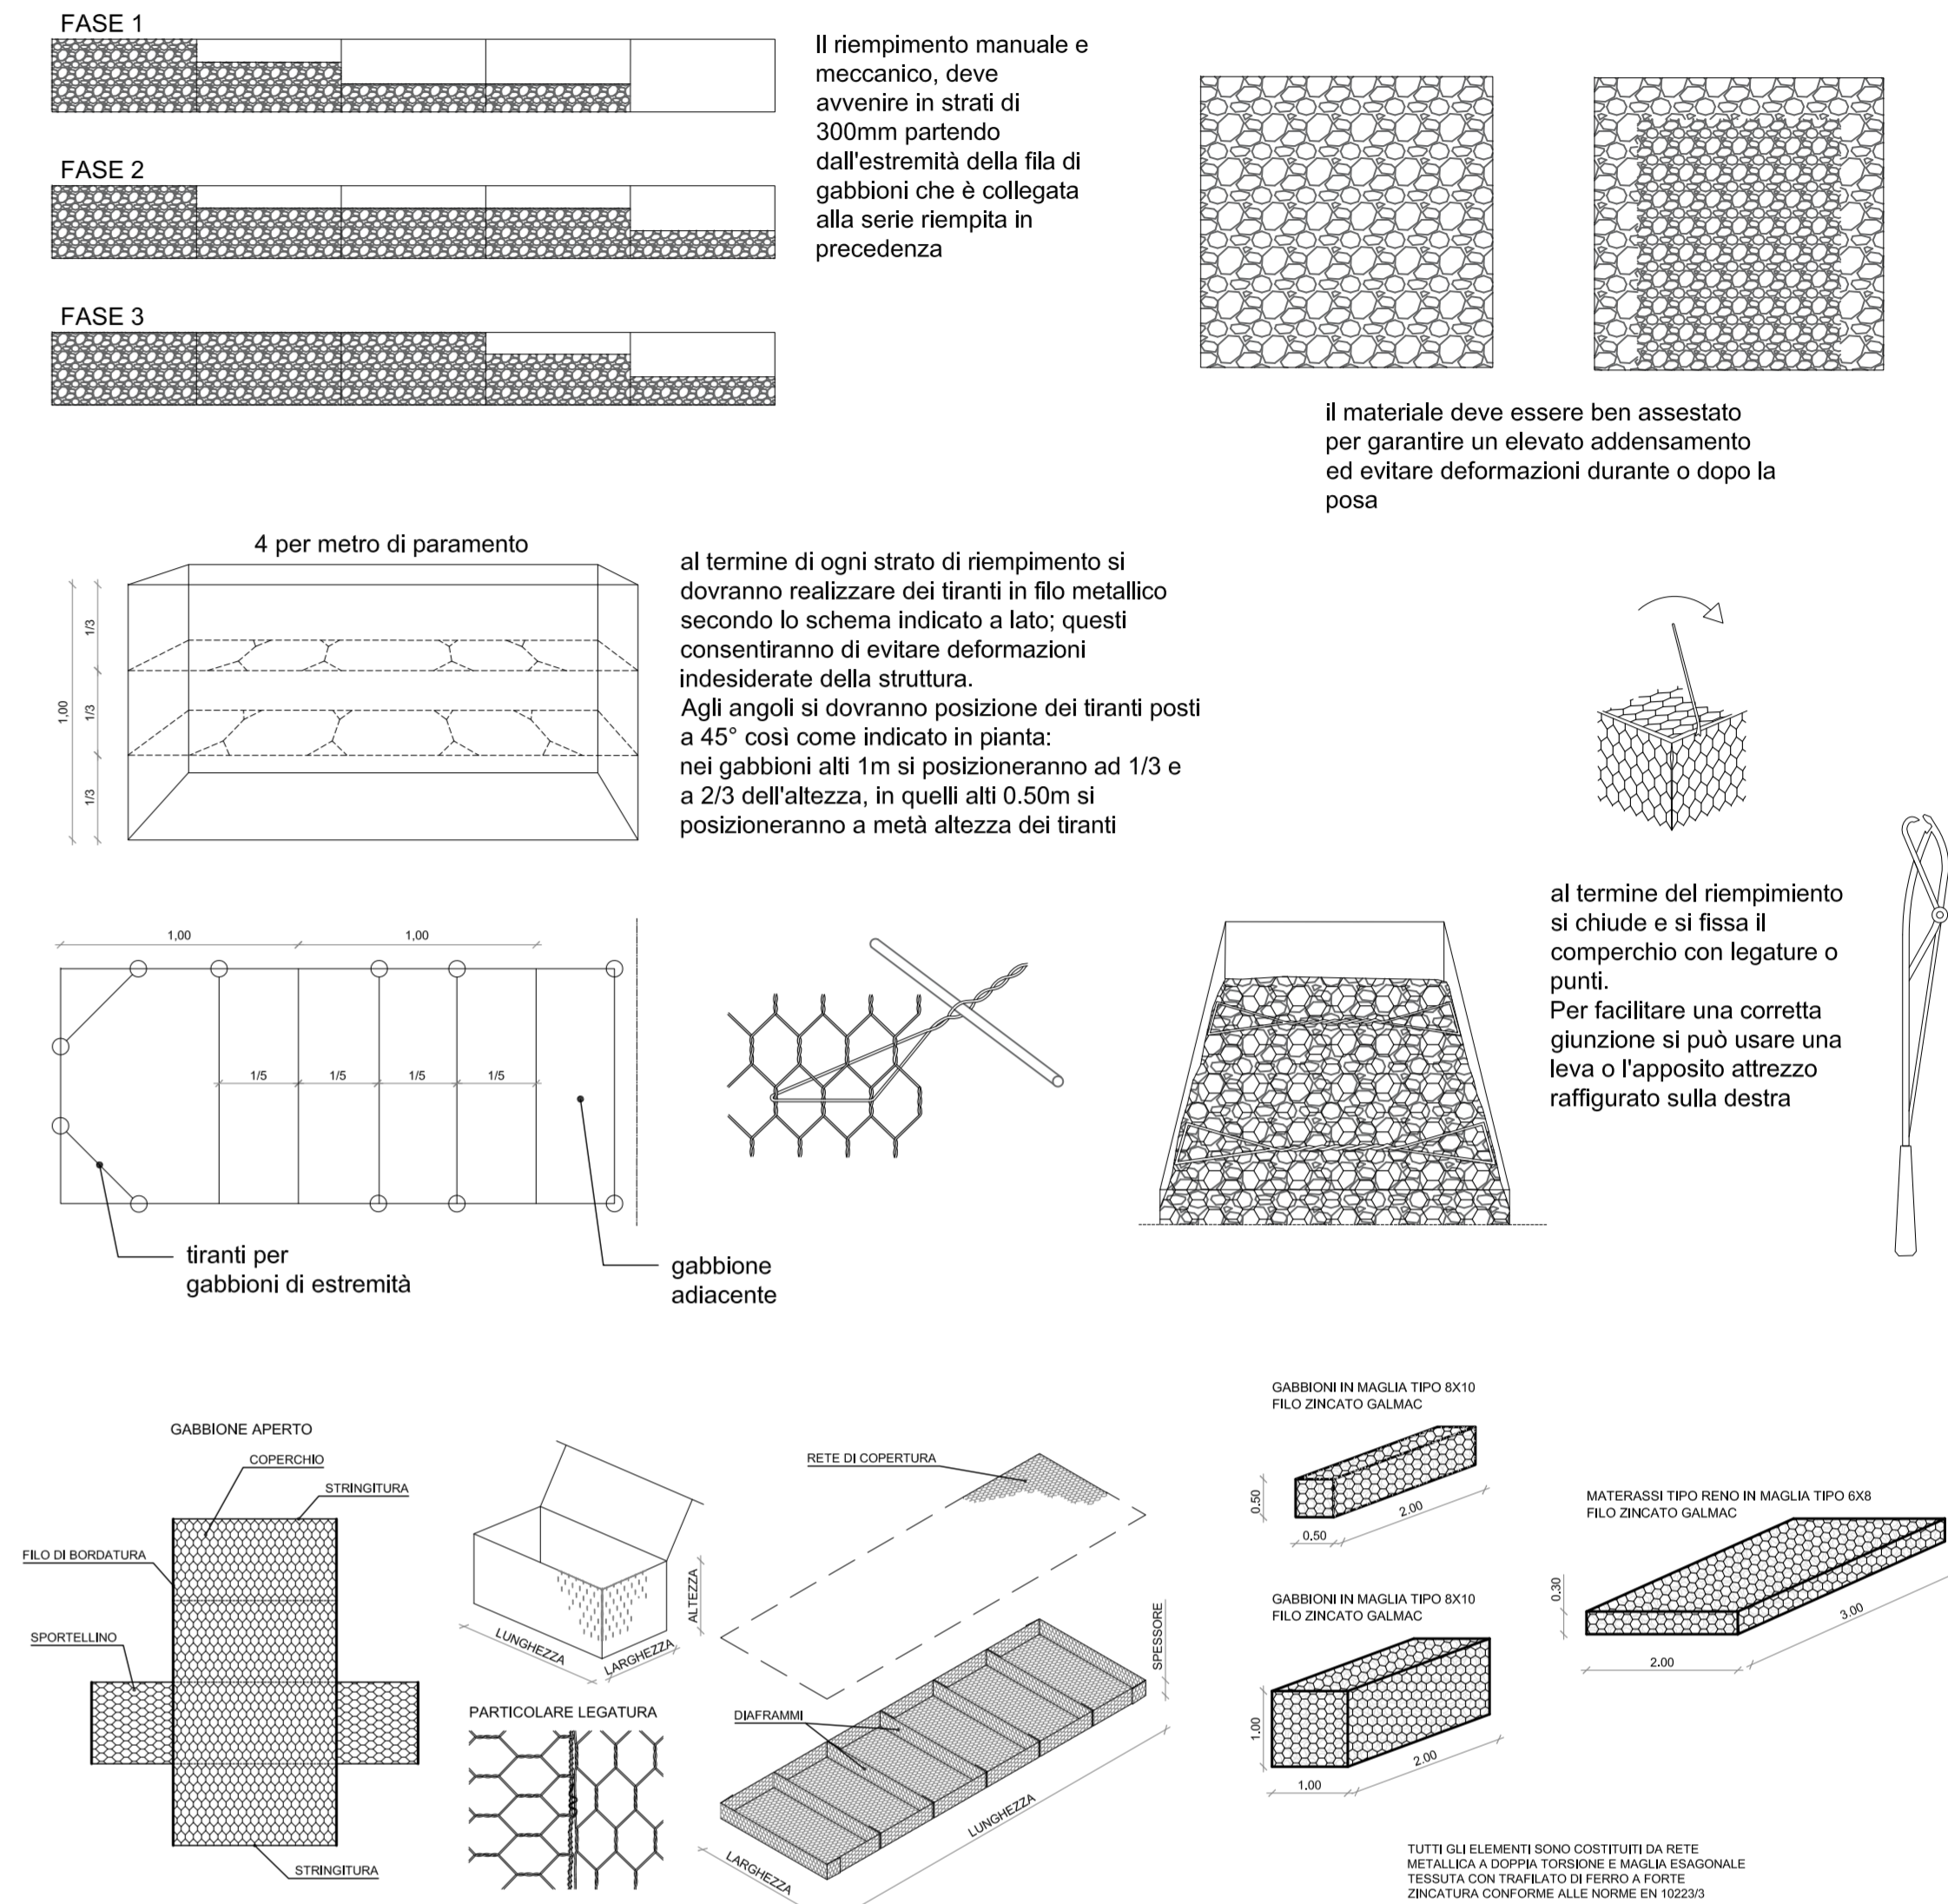 FASE 1
Il riempimento manuale e
meccanico, deve
avvenire in strati di
300mm partendo
dall'estremità della fila di
gabbioni che è collegata
alla serie riempita in
precedenza
FASE 2
FASE 3
il materiale deve essere ben assestato
per garantire un elevato addensamento
ed evitare deformazioni durante o dopo la
posa
4 per metro di paramento
1.00
1/3
1/3
1/3
al termine di ogni strato di riempimento si
dovranno realizzare dei tiranti in filo metallico
secondo lo schema indicato a lato; questi
consentiranno di evitare deformazioni
indesiderate della struttura.
Agli angoli si dovranno posizione dei tiranti posti
a 45° così come indicato in pianta:
nei gabbioni alti 1m si posizioneranno ad 1/3 e
a 2/3 dell'altezza, in quelli alti 0.50m si
posizioneranno a metà altezza dei tiranti
al termine del riempimiento
si chiude e si fissa il
comperchio con legature o
punti.
Per facilitare una corretta
giunzione si può usare una
leva o l'apposito attrezzo
raffigurato sulla destra
1,00
1,00
1/5
1/5
1/5
1/5
tiranti per
gabbioni di estremità
gabbione
adiacente
GABBIONE APERTO
COPERCHIO
STRINGITURA
FILO DI BORDATURA
SPORTELLINO
STRINGITURA
ALTEZZA
LUNGHEZZA
LARGHEZZA
PARTICOLARE LEGATURA
RETE DI COPERTURA
SPESSORE
DIAFRAMMI
LUNGHEZZA
LARGHEZZA
GABBIONI IN MAGLIA TIPO 8X10
FILO ZINCATO GALMAC
0.50
0.50
2.00
MATERASSI TIPO RENO IN MAGLIA TIPO 6X8
FILO ZINCATO GALMAC
0.30
2.00
3.00
GABBIONI IN MAGLIA TIPO 8X10
FILO ZINCATO GALMAC
1.00
1.00
2.00
TUTTI GLI ELEMENTI SONO COSTITUITI DA RETE
METALLICA A DOPPIA TORSIONE E MAGLIA ESAGONALE
TESSUTA CON TRAFILATO DI FERRO A FORTE
ZINCATURA CONFORME ALLE NORME EN 10223/3